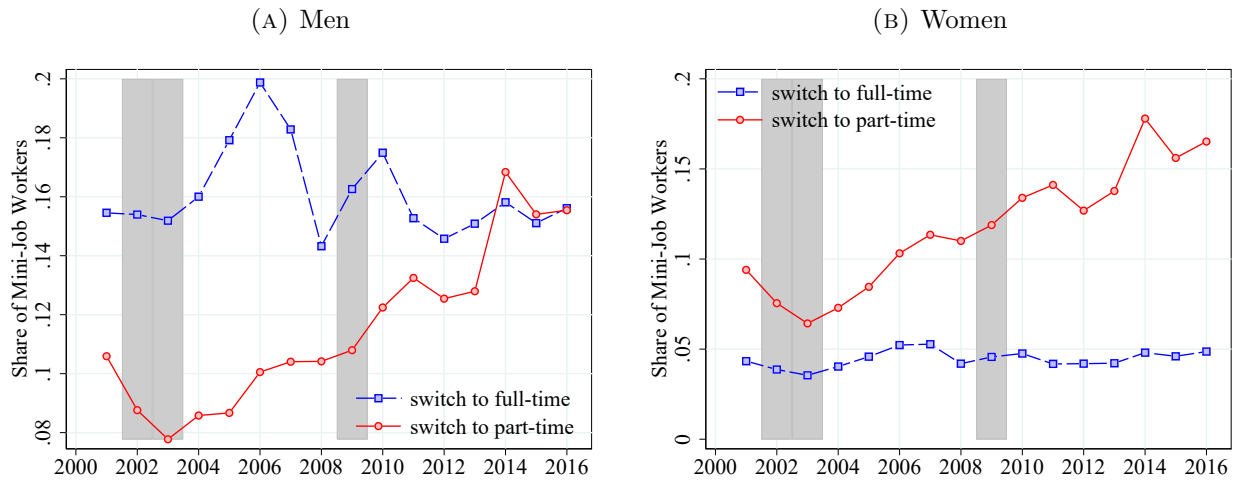 (A) Men
Share of Mini-Job Workers
.08 .1 .12 .14 .16 .18 .2
switch to full-time
switch to part-time
2000 2002 2004 2006 2008 2010 2012 2014 2016
(B) Women
Share of Mini-Job Workers
0 .05 .1 .15 .2
switch to full-time
switch to part-time
2000 2002 2004 2006 2008 2010 2012 2014 2016